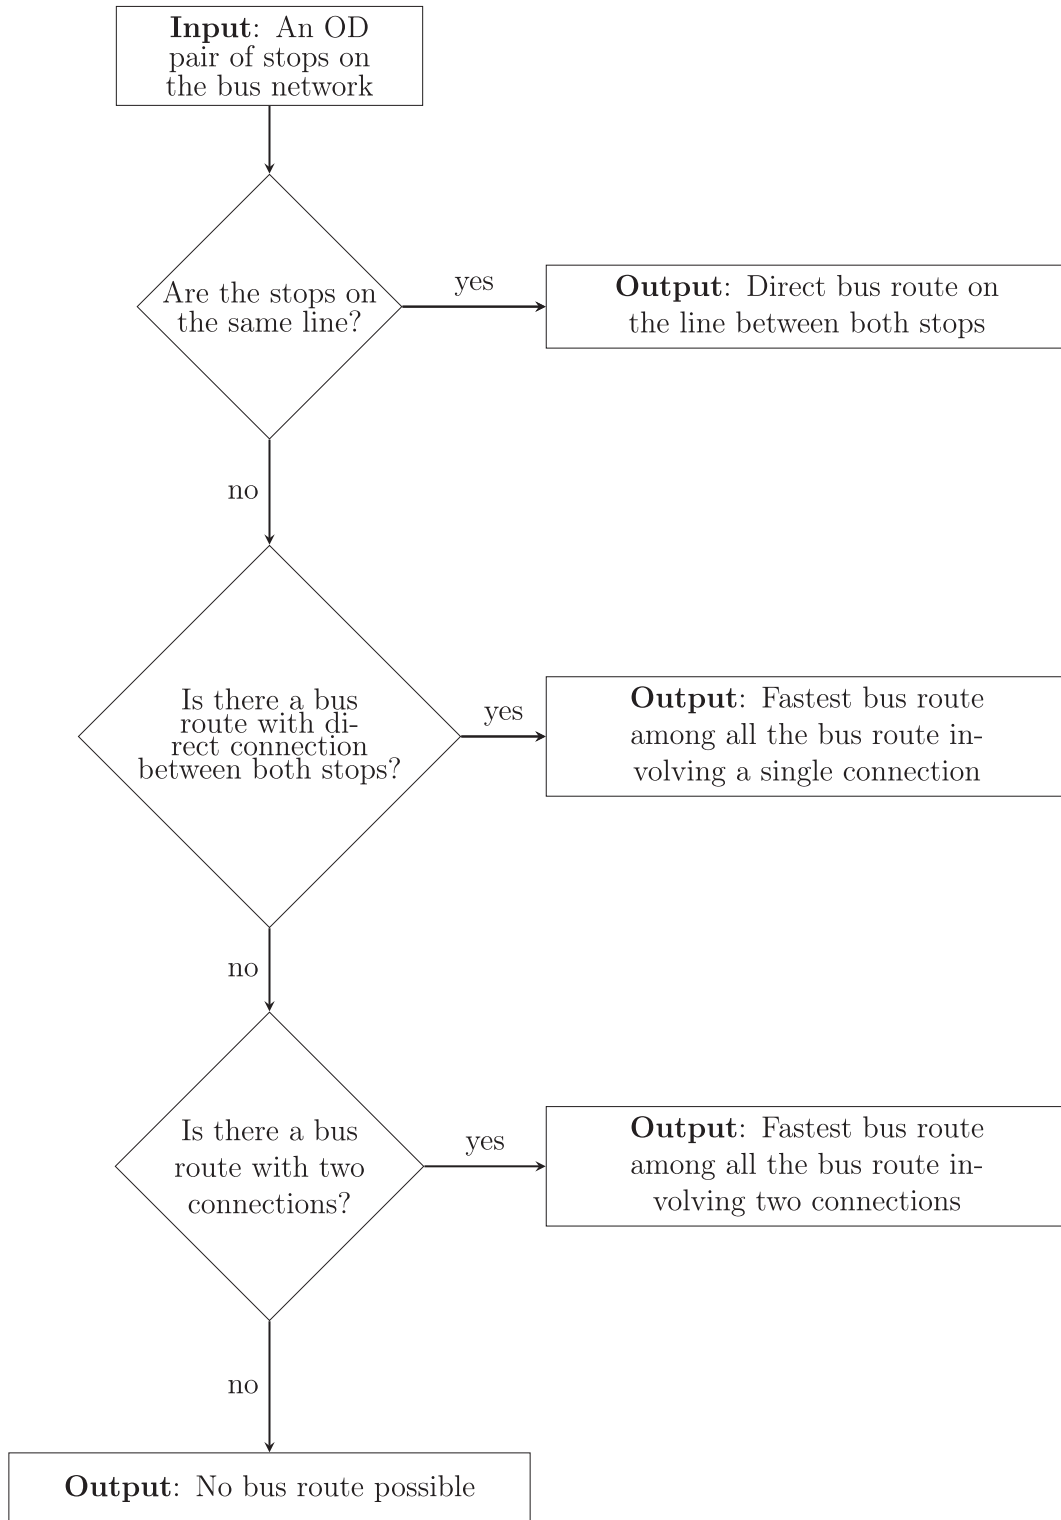 Input: An OD
pair of stops on
the bus network
Are the stops on
the same line?
yes
Output: Direct bus route on
the line between both stops
no
Is there a bus
route with di-
rect connection
between both stops?
yes
Output: Fastest bus route
among all the bus route in-
volving a single connection
no
Is there a bus
route with two
connections?
yes
Output: Fastest bus route
among all the bus route in-
volving two connections
no
Output: No bus route possible